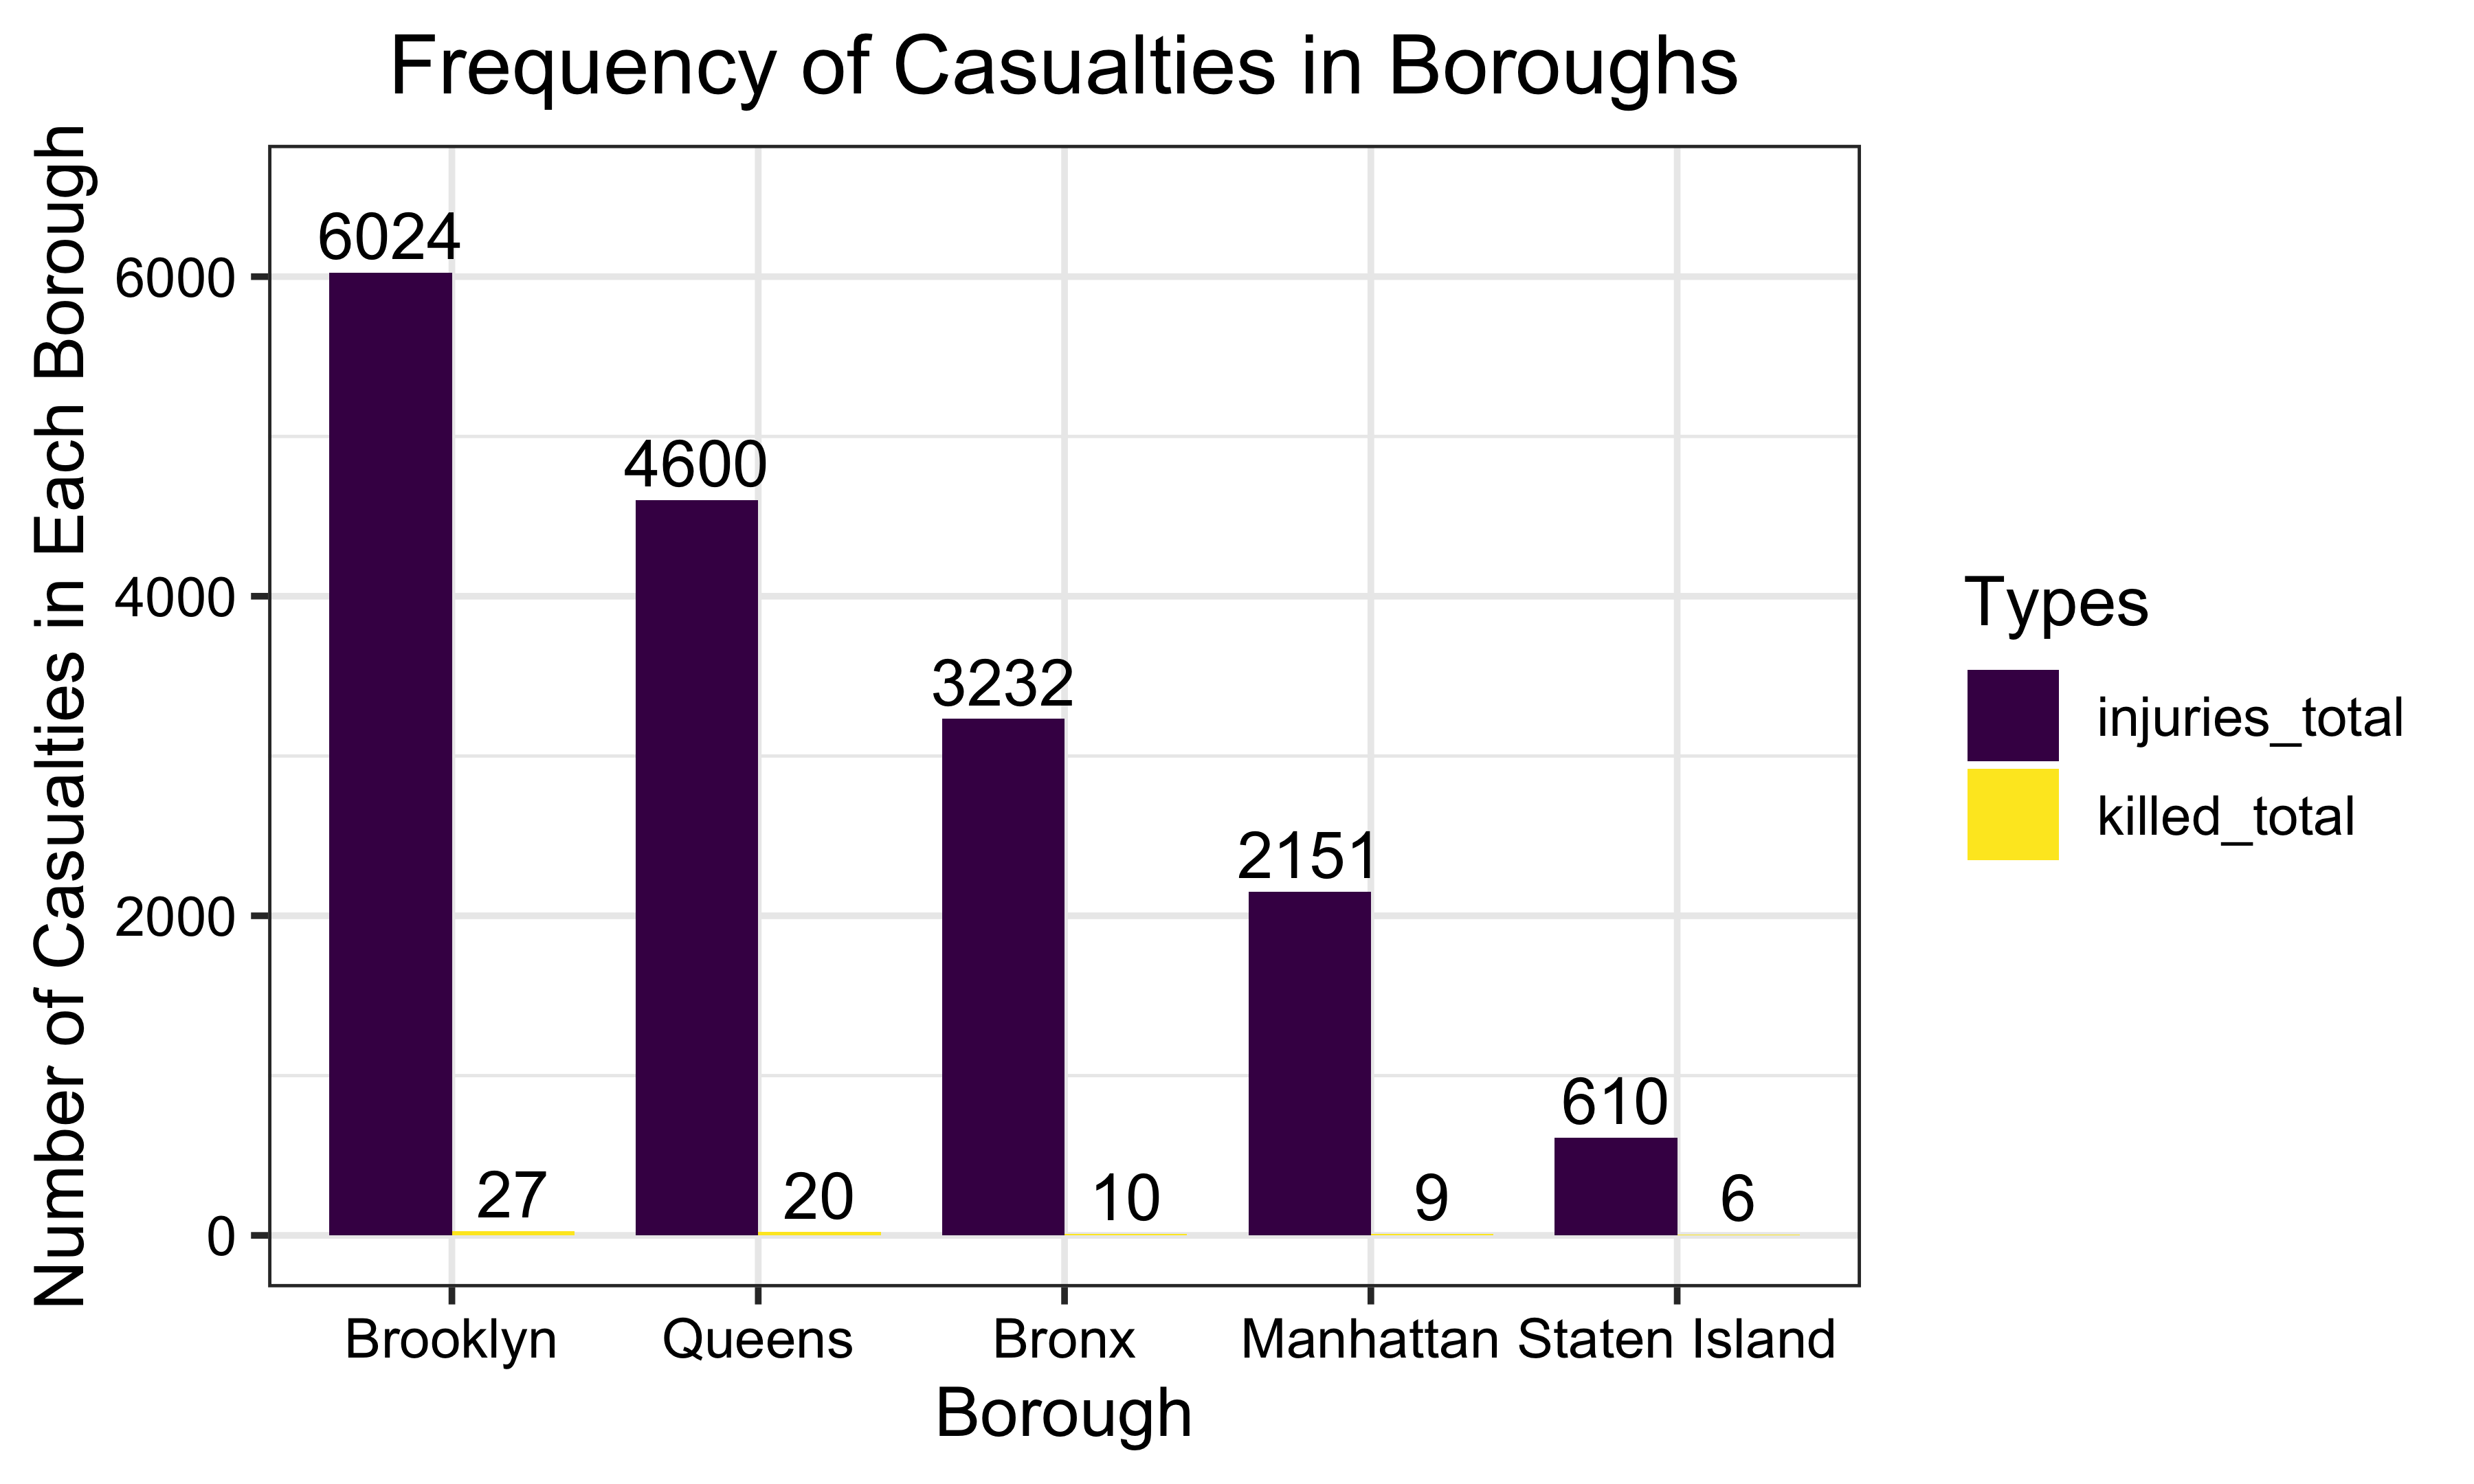 Frequency of Casualties in Boroughs
Number of Casualties in Each Borough
6000
4000
2000
0
6024
27
4600
20
3232
10
2151
9
610
6
Brooklyn
Queens
Bronx
Manhattan
Staten Island
Borough
Types
injuries_total
killed_total